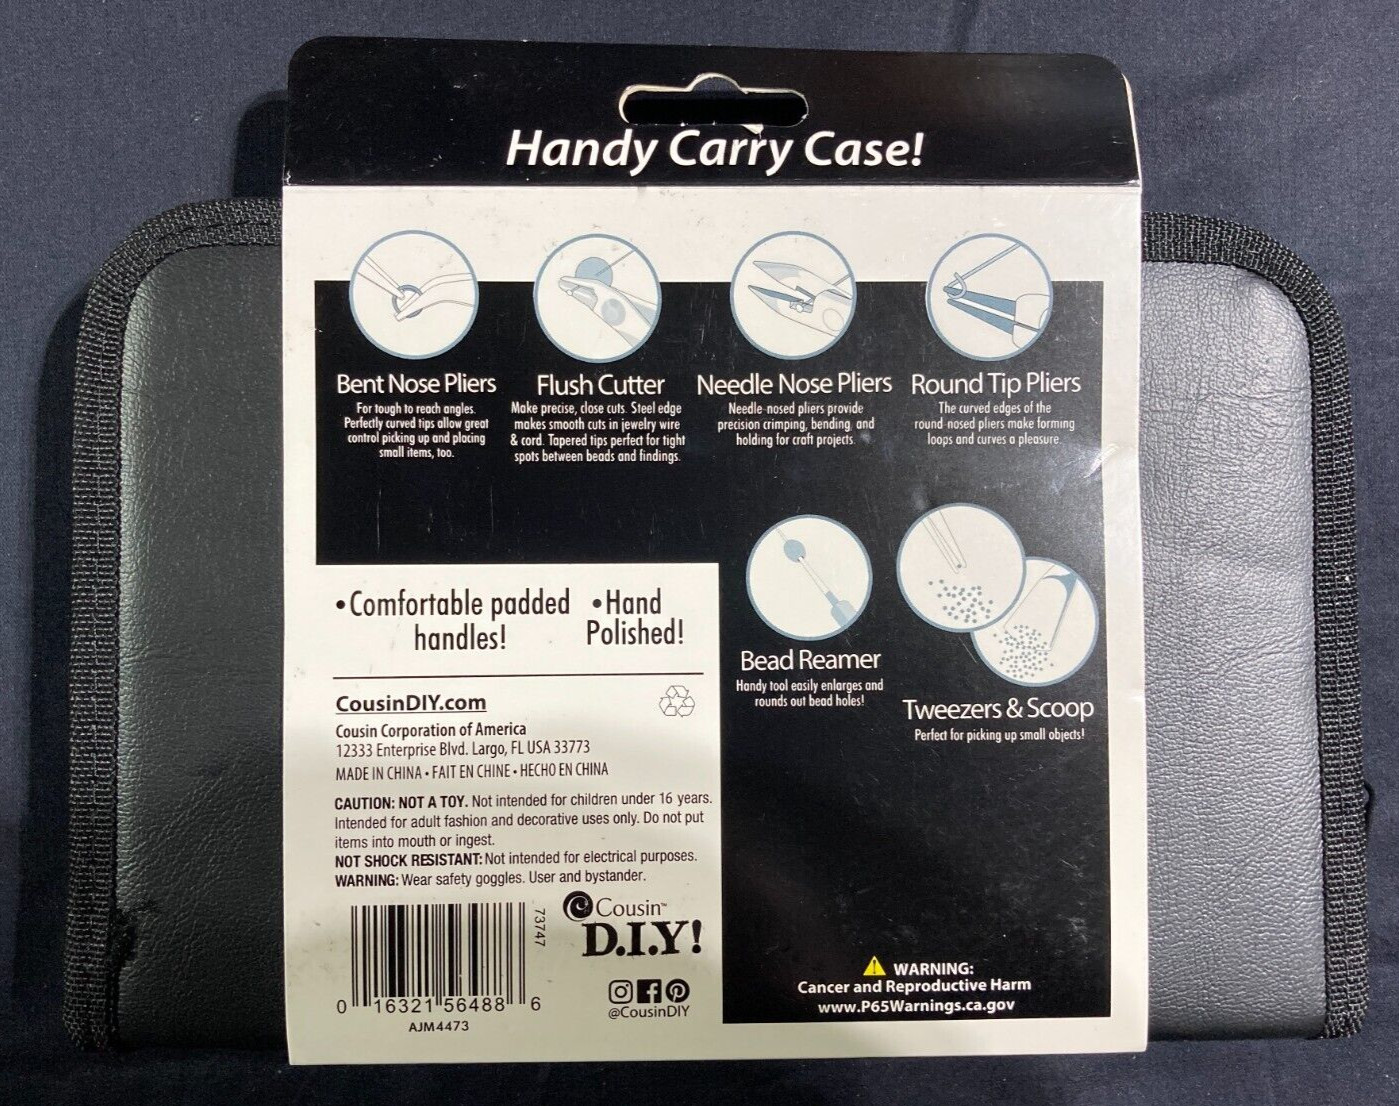 Handy Carry Case!
Bent Nose Pliers
For tough to reach angles.
Perfectly curved tips allow great
control picking up and placing
small items, too.
Flush Cutter
Make precise, close cuts. Steel edge
makes smooth cuts in jewelry wire
& cord. Tapered tips perfect for tight
spots between beads and findings.
Needle Nose Pliers
Needle-nosed pliers provide
precision crimping, bending, and
holding for craft projects.
Round Tip Pliers
The curved edges of the
round-nosed pliers make forming
loops and curves a pleasure.
Bead Reamer
Handy tool easily enlarges and
rounds out bead holes!
Tweezers & Scoop
Perfect for picking up small objects!
•Comfortable padded
handles!
•Hand
Polished!
CousinDIY.com
Cousin Corporation of America
12333 Enterprise Blvd. Largo, FL USA 33773
MADE IN CHINA • FAIT EN CHINE • HECHO EN CHINA
CAUTION: NOT A TOY. Not intended for children under 16 years.
Intended for adult fashion and decorative uses only. Do not put
items into mouth or ingest.
NOT SHOCK RESISTANT: Not intended for electrical purposes.
WARNING: Wear safety goggles. User and bystander.
73747
0 16321 56488 6
AJM4473
Cousin™
D.I.Y!
@CousinDIY
WARNING:
Cancer and Reproductive Harm
www.P65Warnings.ca.gov